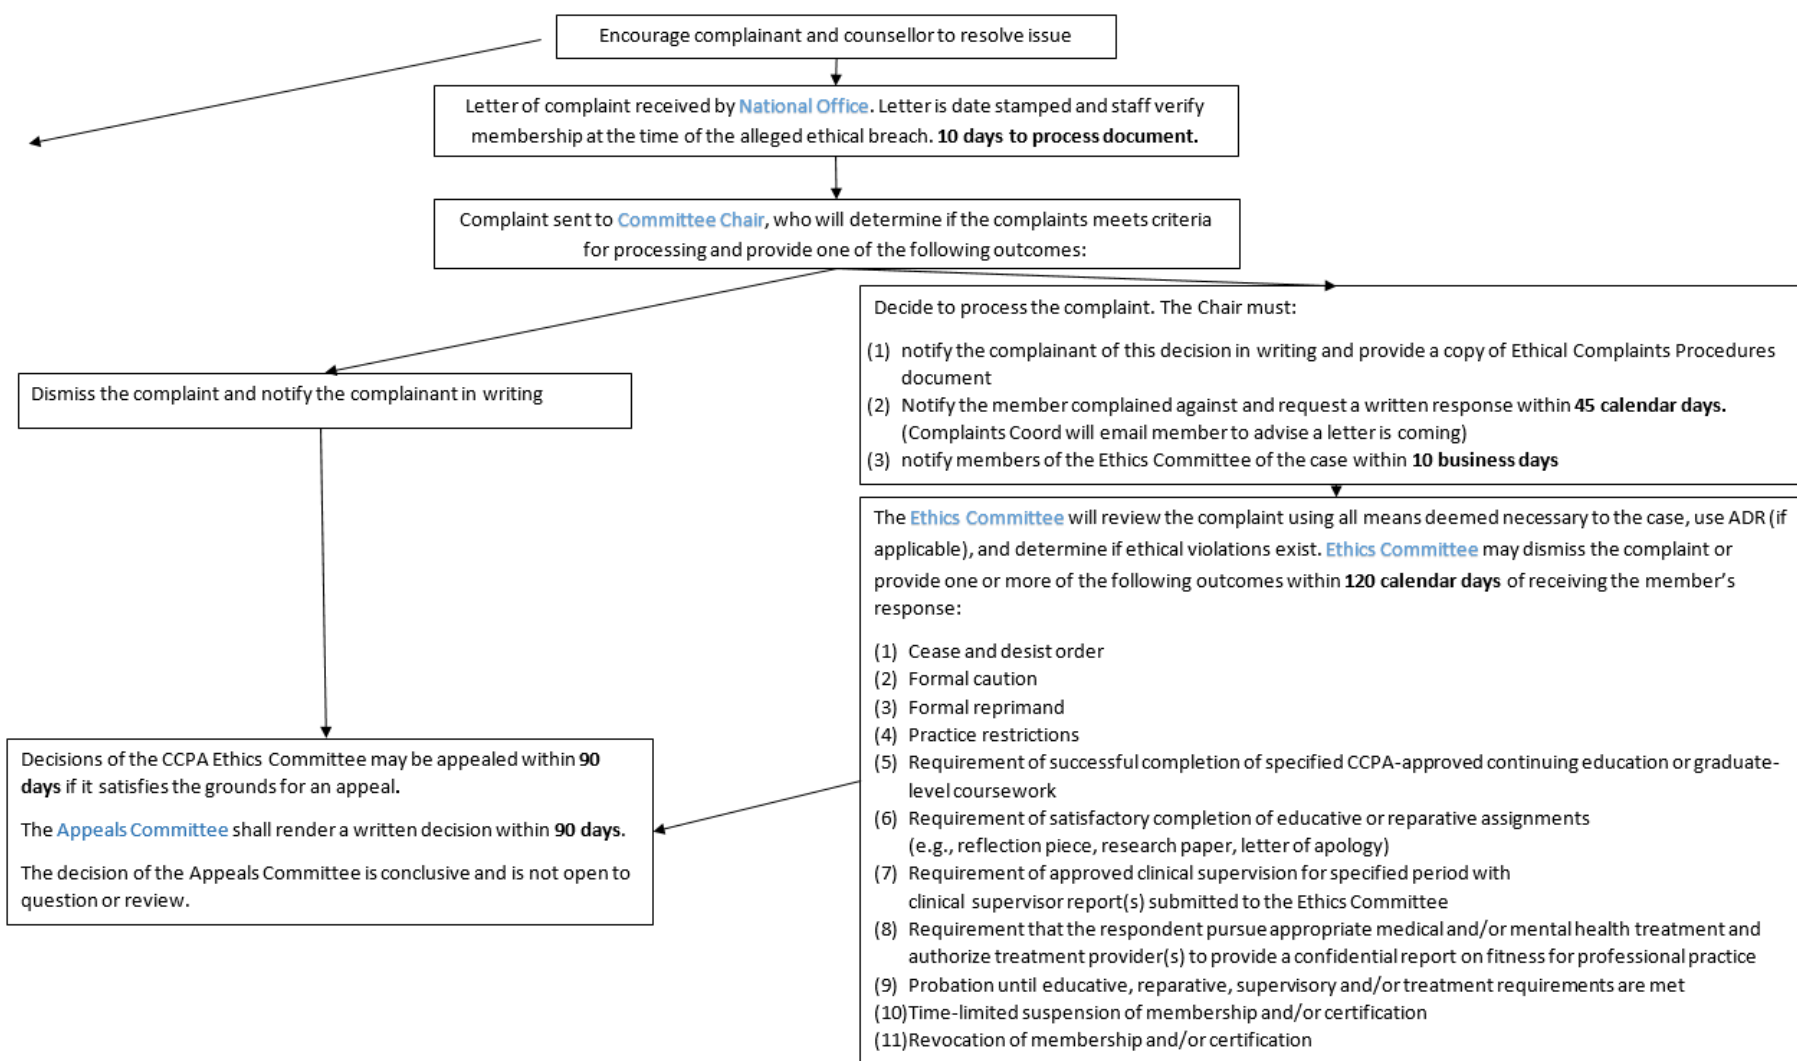 Encourage complainant and counsellor to resolve issue
Letter of complaint received by National Office. Letter is date stamped and staff verify
membership at the time of the alleged ethical breach. 10 days to process document.
Complaint sent to Committee Chair, who will determine if the complaints meets criteria
for processing and provide one of the following outcomes:
Decide to process the complaint. The Chair must:
(1) notify the complainant of this decision in writing and provide a copy of Ethical Complaints Procedures
document
(2) Notify the member complained against and request a written response within 45 calendar days.
(Complaints Coord will email member to advise a letter is coming)
(3) notify members of the Ethics Committee of the case within 10 business days
Dismiss the complaint and notify the complainant in writing
The Ethics Committee will review the complaint using all means deemed necessary to the case, use ADR (if
applicable), and determine if ethical violations exist. Ethics Committee may dismiss the complaint or
provide one or more of the following outcomes within 120 calendar days of receiving the member's
response:
(1) Cease and desist order
(2) Formal caution
(3) Formal reprimand
(4) Practice restrictions
(5) Requirement of successful completion of specified CCPA-approved continuing education or graduate-
level coursework
(6) Requirement of satisfactory completion of educative or reparative assignments
(e.g., reflection piece, research paper, letter of apology)
(7) Requirement of approved clinical supervision for specified period with
clinical supervisor report(s) submitted to the Ethics Committee
(8) Requirement that the respondent pursue appropriate medical and/or mental health treatment and
authorize treatment provider(s) to provide a confidential report on fitness for professional practice
(9) Probation until educative, reparative, supervisory and/or treatment requirements are met
(10)Time-limited suspension of membership and/or certification
(11)Revocation of membership and/or certification
Decisions of the CCPA Ethics Committee may be appealed within 90
days if it satisfies the grounds for an appeal.
The Appeals Committee shall render a written decision within 90 days.
The decision of the Appeals Committee is conclusive and is not open to
question or review.